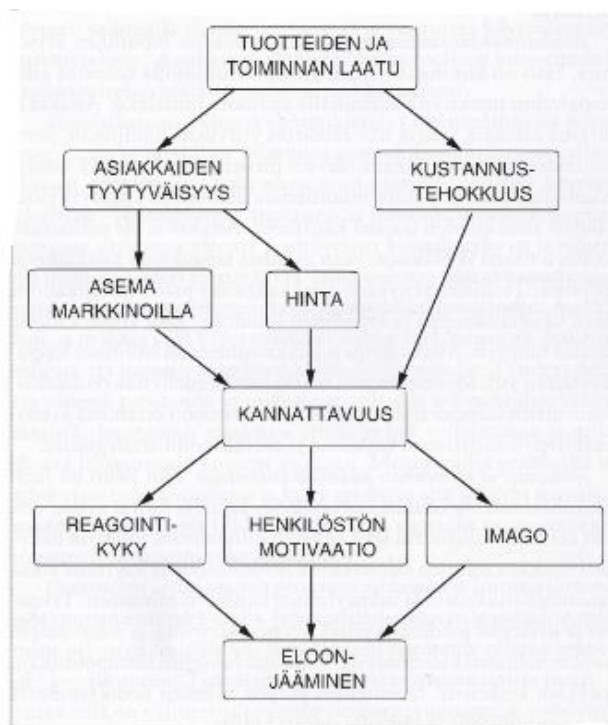 TUOTTEIDEN JA
TOIMINNAN LAATU
ASIAKKAIDEN
TYYTYVÄISYYS
KUSTANNUS-
TEHOKKUUS
ASEMA
MARKKINOILLA
HINTA
KANNATTAVUUS
REAGOINTI-
KYKY
HENKILÖSTÖN
MOTIVAATIO
IMAGO
ELOON-
JÄÄMINEN